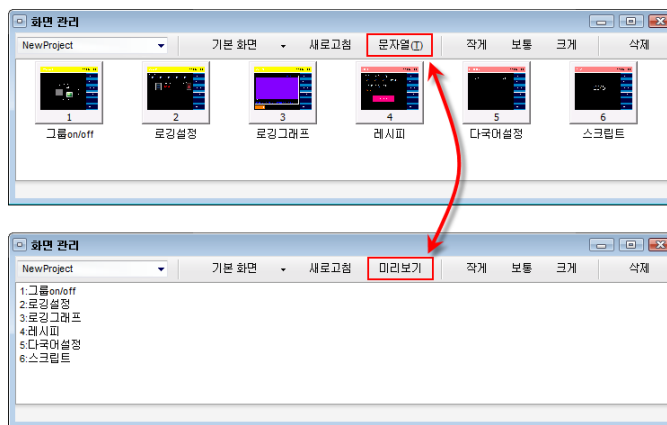 화면 관리
NewProject 기본 화면 새로고침 문자열(T) 작게 보통 크게 삭제
1 2 3 4 5 6
그룹on/off 로깅설정 로깅그래프 레시피 다국어설정 스크립트
화면 관리
NewProject 기본 화면 새로고침 미리보기 작게 보통 크게 삭제
1:그룹on/off
2:로깅설정
3:로깅그래프
4:레시피
5:다국어설정
6:스크립트